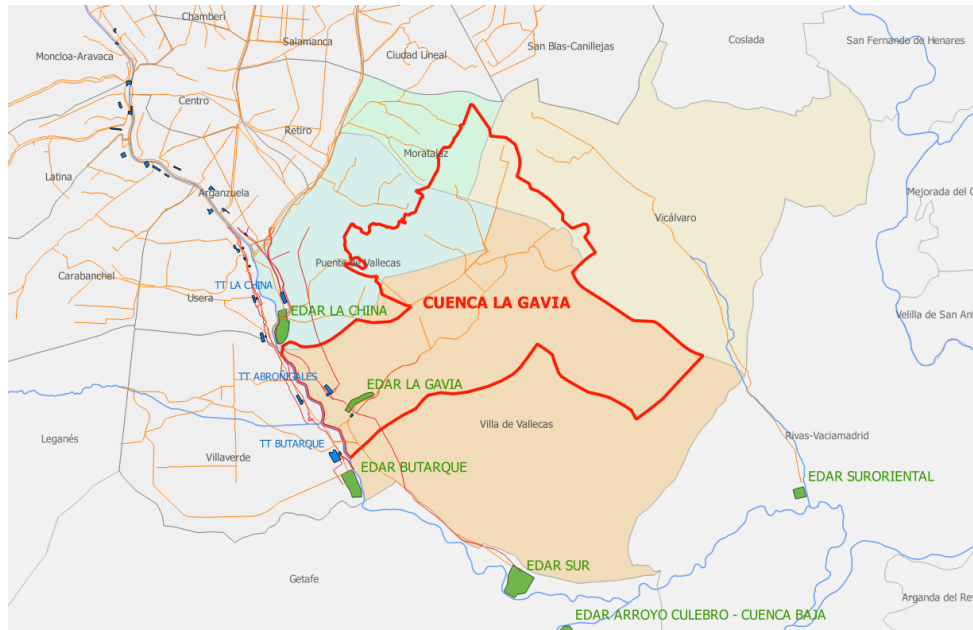 Chamberí
Salamanca
Coslada
San Fernando de Henares
San Blas-Canillejas
Ciudad Lineal
Moncloa-Aravaca
Centro
Retiro
Moratalaz
Latina
Arganzuela
Mejorada del C
Vicálvaro
Puente de Vallecas
Carabanchel
TT LA CHINA
Usera
EDAR LA CHINA
CUENCA LA GAVIA
Velilla de San Ant
TT ABROÑIGALES
EDAR LA GAVIA
Villa de Vallecas
Leganés
Rivas-Vaciamadrid
TT BUTARQUE
Villaverde
EDAR BUTARQUE
EDAR SURORIENTAL
EDAR SUR
Getafe
Arganda del Rey
EDAR ARROYO CULEBRO - CUENCA BAJA